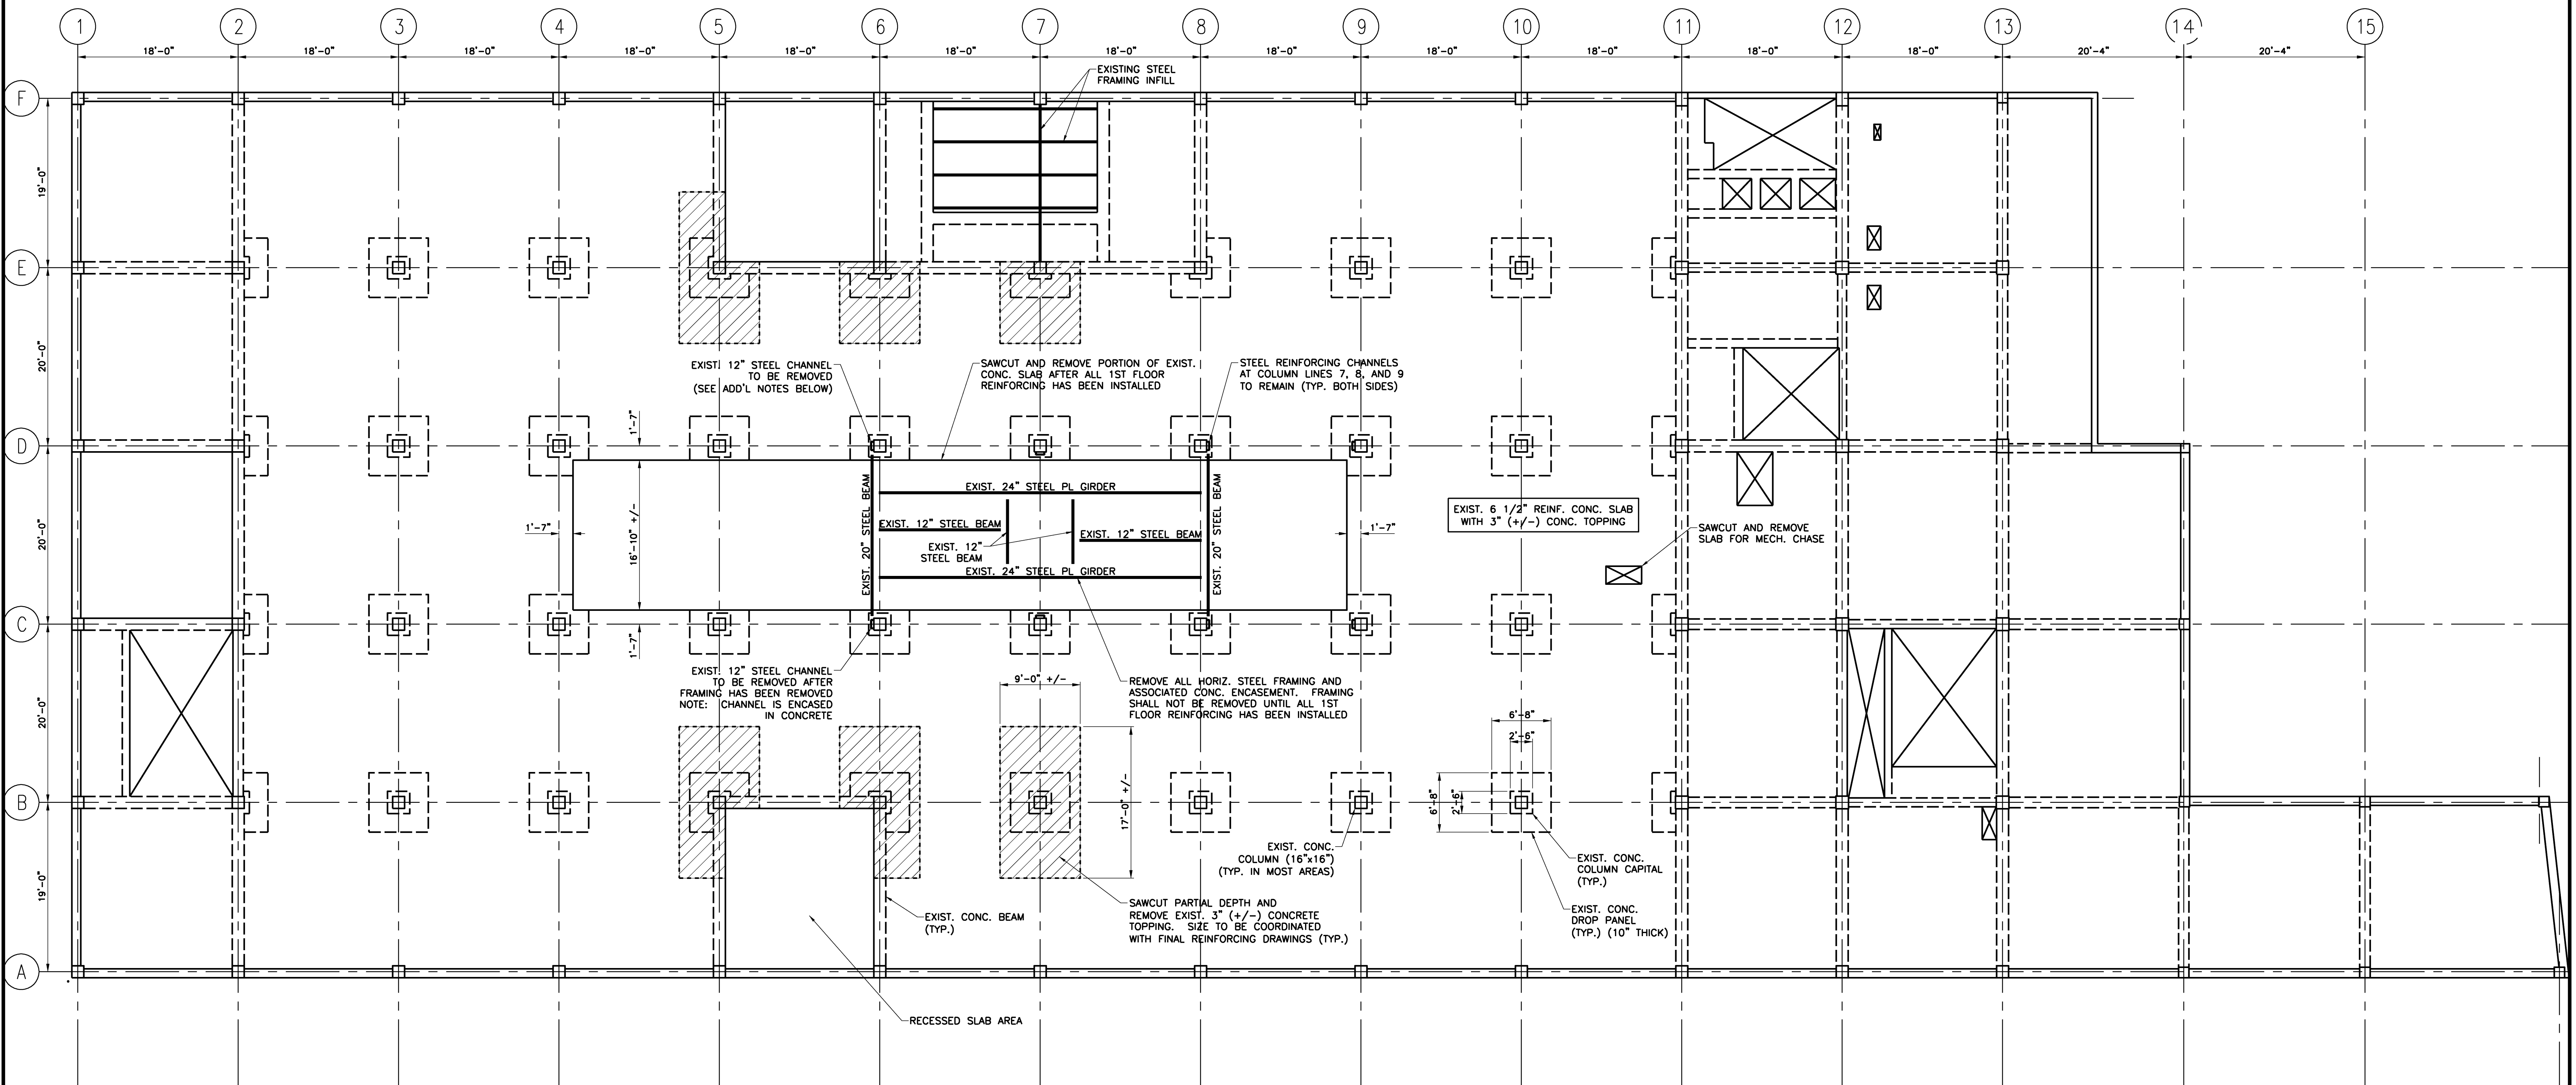 1 2 3 4 5 6 7 8 9 10 11 12 13 14 15
18'-0" 18'-0" 18'-0" 18'-0" 18'-0" 18'-0" 18'-0" 18'-0" 18'-0" 18'-0" 18'-0" 18'-0" 20'-4" 20'-4"
EXISTING STEEL
FRAMING INFILL
F
19'-0"
E
20'-0"
EXIST. 12" STEEL CHANNEL
TO BE REMOVED
(SEE ADD'L NOTES BELOW)
SAWCUT AND REMOVE PORTION OF EXIST.
CONC. SLAB AFTER ALL 1ST FLOOR
REINFORCING HAS BEEN INSTALLED
STEEL REINFORCING CHANNELS
AT COLUMN LINES 7, 8, AND 9
TO REMAIN (TYP. BOTH SIDES)
1'-7"
D
EXIST. 20" STEEL BEAM
EXIST. 24" STEEL PL GIRDER
EXIST. 20" STEEL BEAM
EXIST. 6 1/2" REINF. CONC. SLAB
WITH 3" (+/-) CONC. TOPPING
20'-0"
1'-7"
16'-10" +/-
EXIST. 12" STEEL BEAM
EXIST. 12"
STEEL BEAM
EXIST. 12" STEEL BEAM
1'-7"
SAWCUT AND REMOVE
SLAB FOR MECH. CHASE
EXIST. 24" STEEL PL GIRDER
C
1'-7"
20'-0"
EXIST. 12" STEEL CHANNEL
TO BE REMOVED AFTER
FRAMING HAS BEEN REMOVED
NOTE: CHANNEL IS ENCASED
IN CONCRETE
9'-0" +/-
REMOVE ALL HORIZ. STEEL FRAMING AND
ASSOCIATED CONC. ENCASEMENT. FRAMING
SHALL NOT BE REMOVED UNTIL ALL 1ST
FLOOR REINFORCING HAS BEEN INSTALLED
6'-8"
2'-6"
17'-0" +/-
6'-8"
2'-6"
B
EXIST. CONC.
COLUMN (16"x16")
(TYP. IN MOST AREAS)
EXIST. CONC.
COLUMN CAPITAL
(TYP.)
19'-0"
EXIST. CONC. BEAM
(TYP.)
SAWCUT PARTIAL DEPTH AND
REMOVE EXIST. 3" (+/-) CONCRETE
TOPPING. SIZE TO BE COORDINATED
WITH FINAL REINFORCING DRAWINGS (TYP.)
EXIST. CONC.
DROP PANEL
(TYP.) (10" THICK)
A
RECESSED SLAB AREA